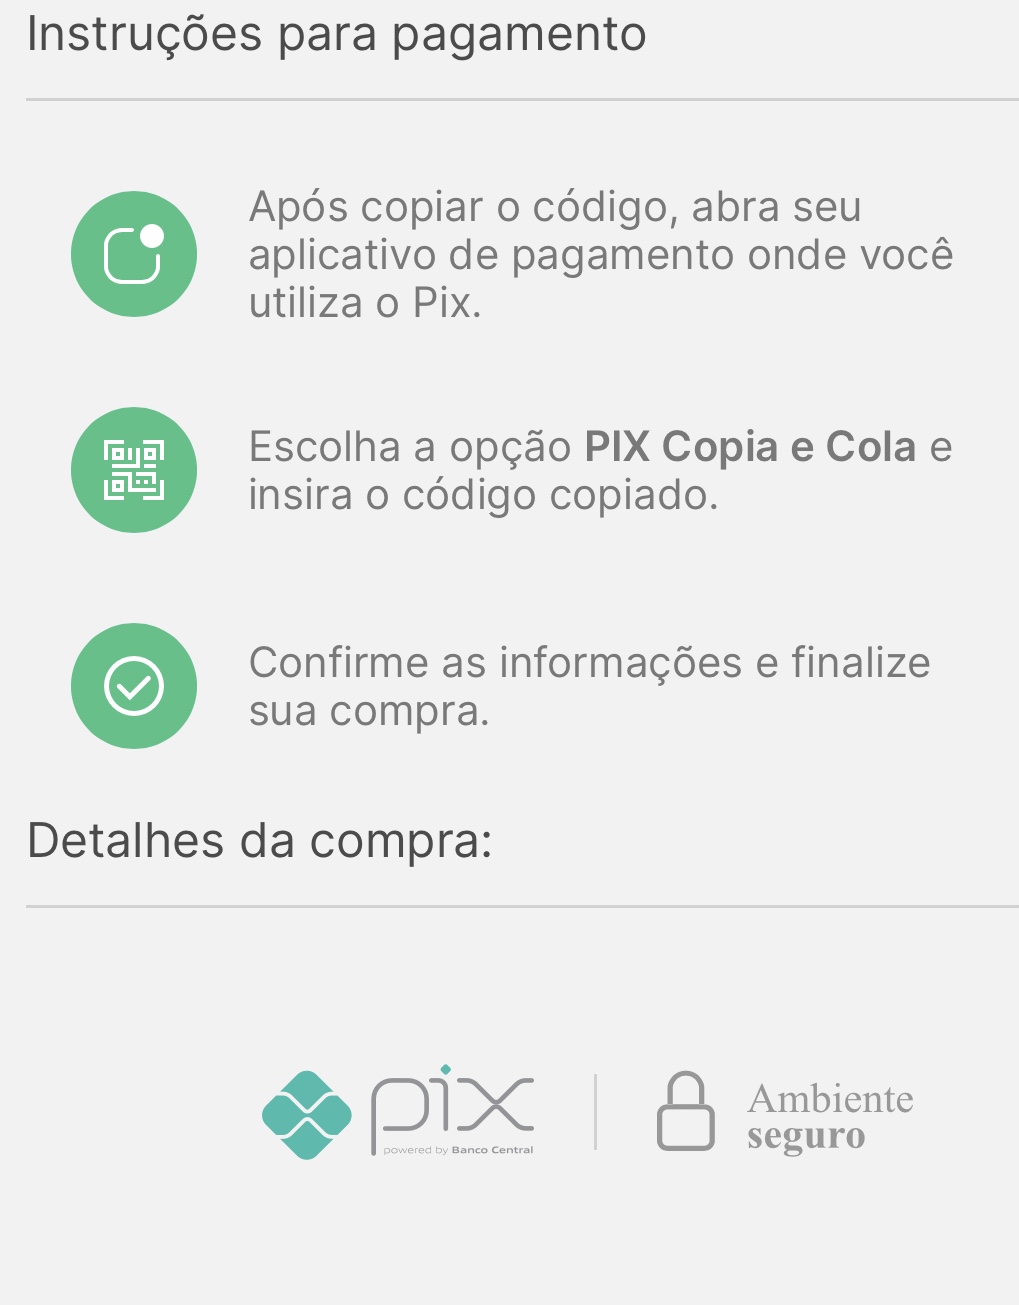 Instruções para pagamento
Após copiar o código, abra seu
aplicativo de pagamento onde você
utiliza o Pix.
Escolha a opção PIX Copia e Cola e
insira o código copiado.
Confirme as informações e finalize
sua compra.
Detalhes da compra:
pix
powered by Banco Central
Ambiente
seguro